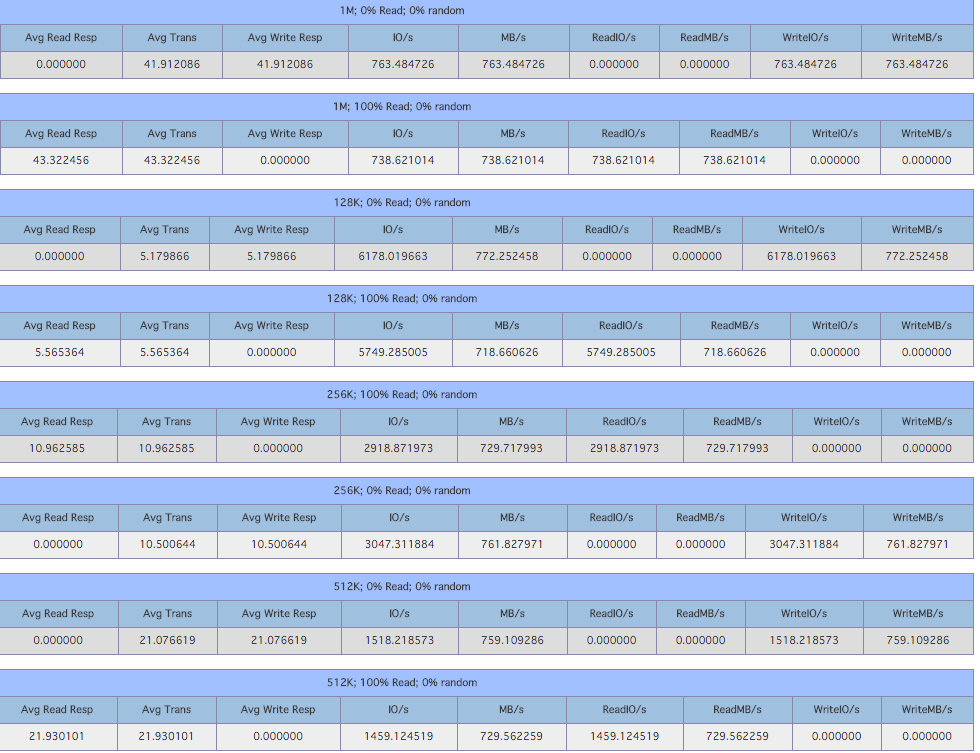 1M; 0% Read; 0% random
Avg Read Resp Avg Trans Avg Write Resp IO/s MB/s ReadIO/s ReadMB/s WriteIO/s WriteMB/s
0.000000 41.912086 41.912086 763.484726 763.484726 0.000000 0.000000 763.484726 763.484726
1M; 100% Read; 0% random
Avg Read Resp Avg Trans Avg Write Resp IO/s MB/s ReadIO/s ReadMB/s WriteIO/s WriteMB/s
43.322456 43.322456 0.000000 738.621014 738.621014 738.621014 738.621014 0.000000 0.000000
128K; 0% Read; 0% random
Avg Read Resp Avg Trans Avg Write Resp IO/s MB/s ReadIO/s ReadMB/s WriteIO/s WriteMB/s
0.000000 5.179866 5.179866 6178.019663 772.252458 0.000000 0.000000 6178.019663 772.252458
128K; 100% Read; 0% random
Avg Read Resp Avg Trans Avg Write Resp IO/s MB/s ReadIO/s ReadMB/s WriteIO/s WriteMB/s
5.565364 5.565364 0.000000 5749.285005 718.660626 5749.285005 718.660626 0.000000 0.000000
256K; 100% Read; 0% random
Avg Read Resp Avg Trans Avg Write Resp IO/s MB/s ReadIO/s ReadMB/s WriteIO/s WriteMB/s
10.962585 10.962585 0.000000 2918.871973 729.717993 2918.871973 729.717993 0.000000 0.000000
256K; 0% Read; 0% random
Avg Read Resp Avg Trans Avg Write Resp IO/s MB/s ReadIO/s ReadMB/s WriteIO/s WriteMB/s
0.000000 10.500644 10.500644 3047.311884 761.827971 0.000000 0.000000 3047.311884 761.827971
512K; 0% Read; 0% random
Avg Read Resp Avg Trans Avg Write Resp IO/s MB/s ReadIO/s ReadMB/s WriteIO/s WriteMB/s
0.000000 21.076619 21.076619 1518.218573 759.109286 0.000000 0.000000 1518.218573 759.109286
512K; 100% Read; 0% random
Avg Read Resp Avg Trans Avg Write Resp IO/s MB/s ReadIO/s ReadMB/s WriteIO/s WriteMB/s
21.930101 21.930101 0.000000 1459.124519 729.562259 1459.124519 729.562259 0.000000 0.000000